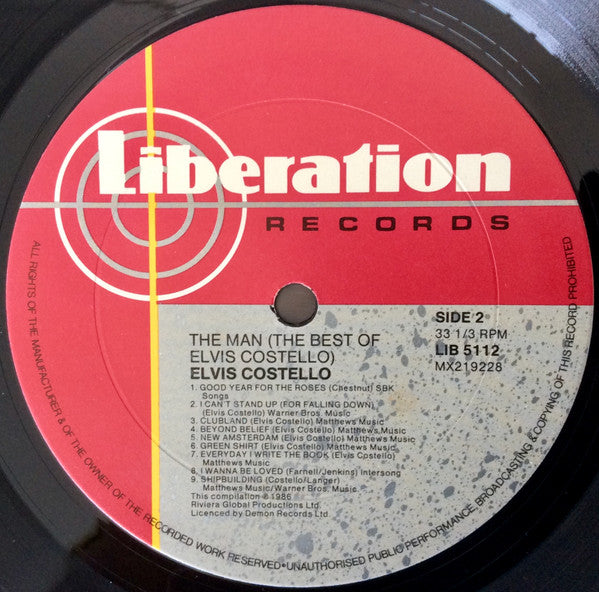 Liberation
RECORDS
SIDE 2
33 1/3 RPM
LIB 5112
MX219228
THE MAN (THE BEST OF
ELVIS COSTELLO)
ELVIS COSTELLO
1. GOOD YEAR FOR THE ROSES (Chestnut) SBK
Songs
2. I CAN'T STAND UP (FOR FALLING DOWN)
(Elvis Costello) Warner Bros. Music
3. CLUBLAND (Elvis Costello) Matthews Music
4. BEYOND BELIEF (Elvis Costello) Matthews Music
5. NEW AMSTERDAM (Elvis Costello) Matthews Music
6. GREEN SHIRT (Elvis Costello) Matthews Music
7. EVERYDAY I WRITE THE BOOK (Elvis Costello)
Matthews Music
8. I WANNA BE LOVED (Farnell/Jenkins) Intersong
9. SHIPBUILDING (Costello/Langer)
Matthews Music/Warner Bros. Music.
This compilation ℗ 1986
Riviera Global Productions Ltd.
Licenced by Demon Records Ltd.
ALL RIGHTS OF THE MANUFACTURER & OF THE OWNER OF THE RECORDED WORK RESERVED•UNAUTHORISED PUBLIC PERFORMANCE, BROADCASTING & COPYING OF THIS RECORD PROHIBITED